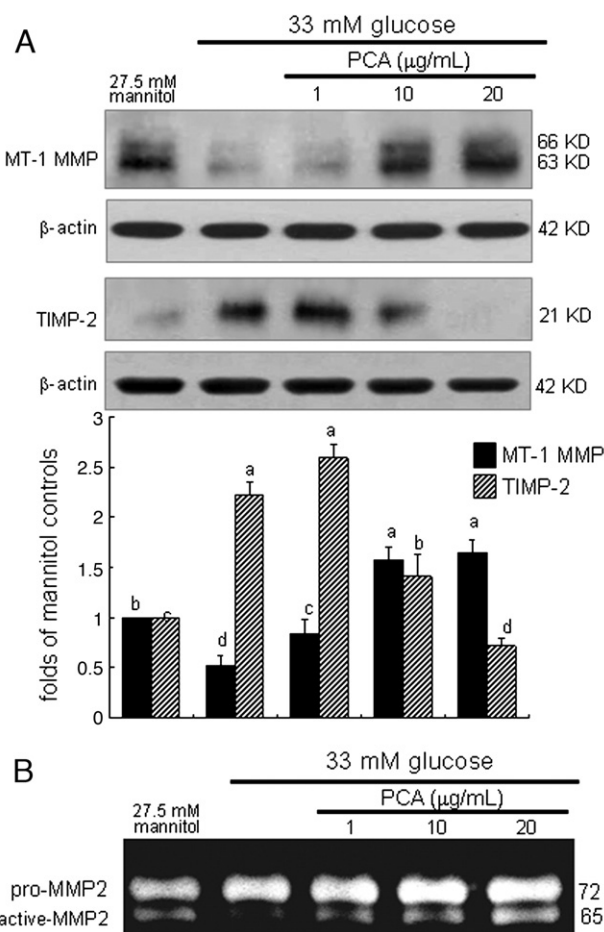 A
33 mM glucose
PCA (μg/mL)
27.5 mM
mannitol
1 10 20
MT-1 MMP
66 KD
63 KD
β-actin 42 KD
TIMP-2 21 KD
β-actin 42 KD
folds of mannitol controls
3
2.5
2
1.5
1
0.5
0
b c
d a
c a
a b
a d
MT-1 MMP
TIMP-2
B
33 mM glucose
PCA (μg/mL)
27.5 mM
mannitol
1 10 20
pro-MMP2 72
active-MMP2 65